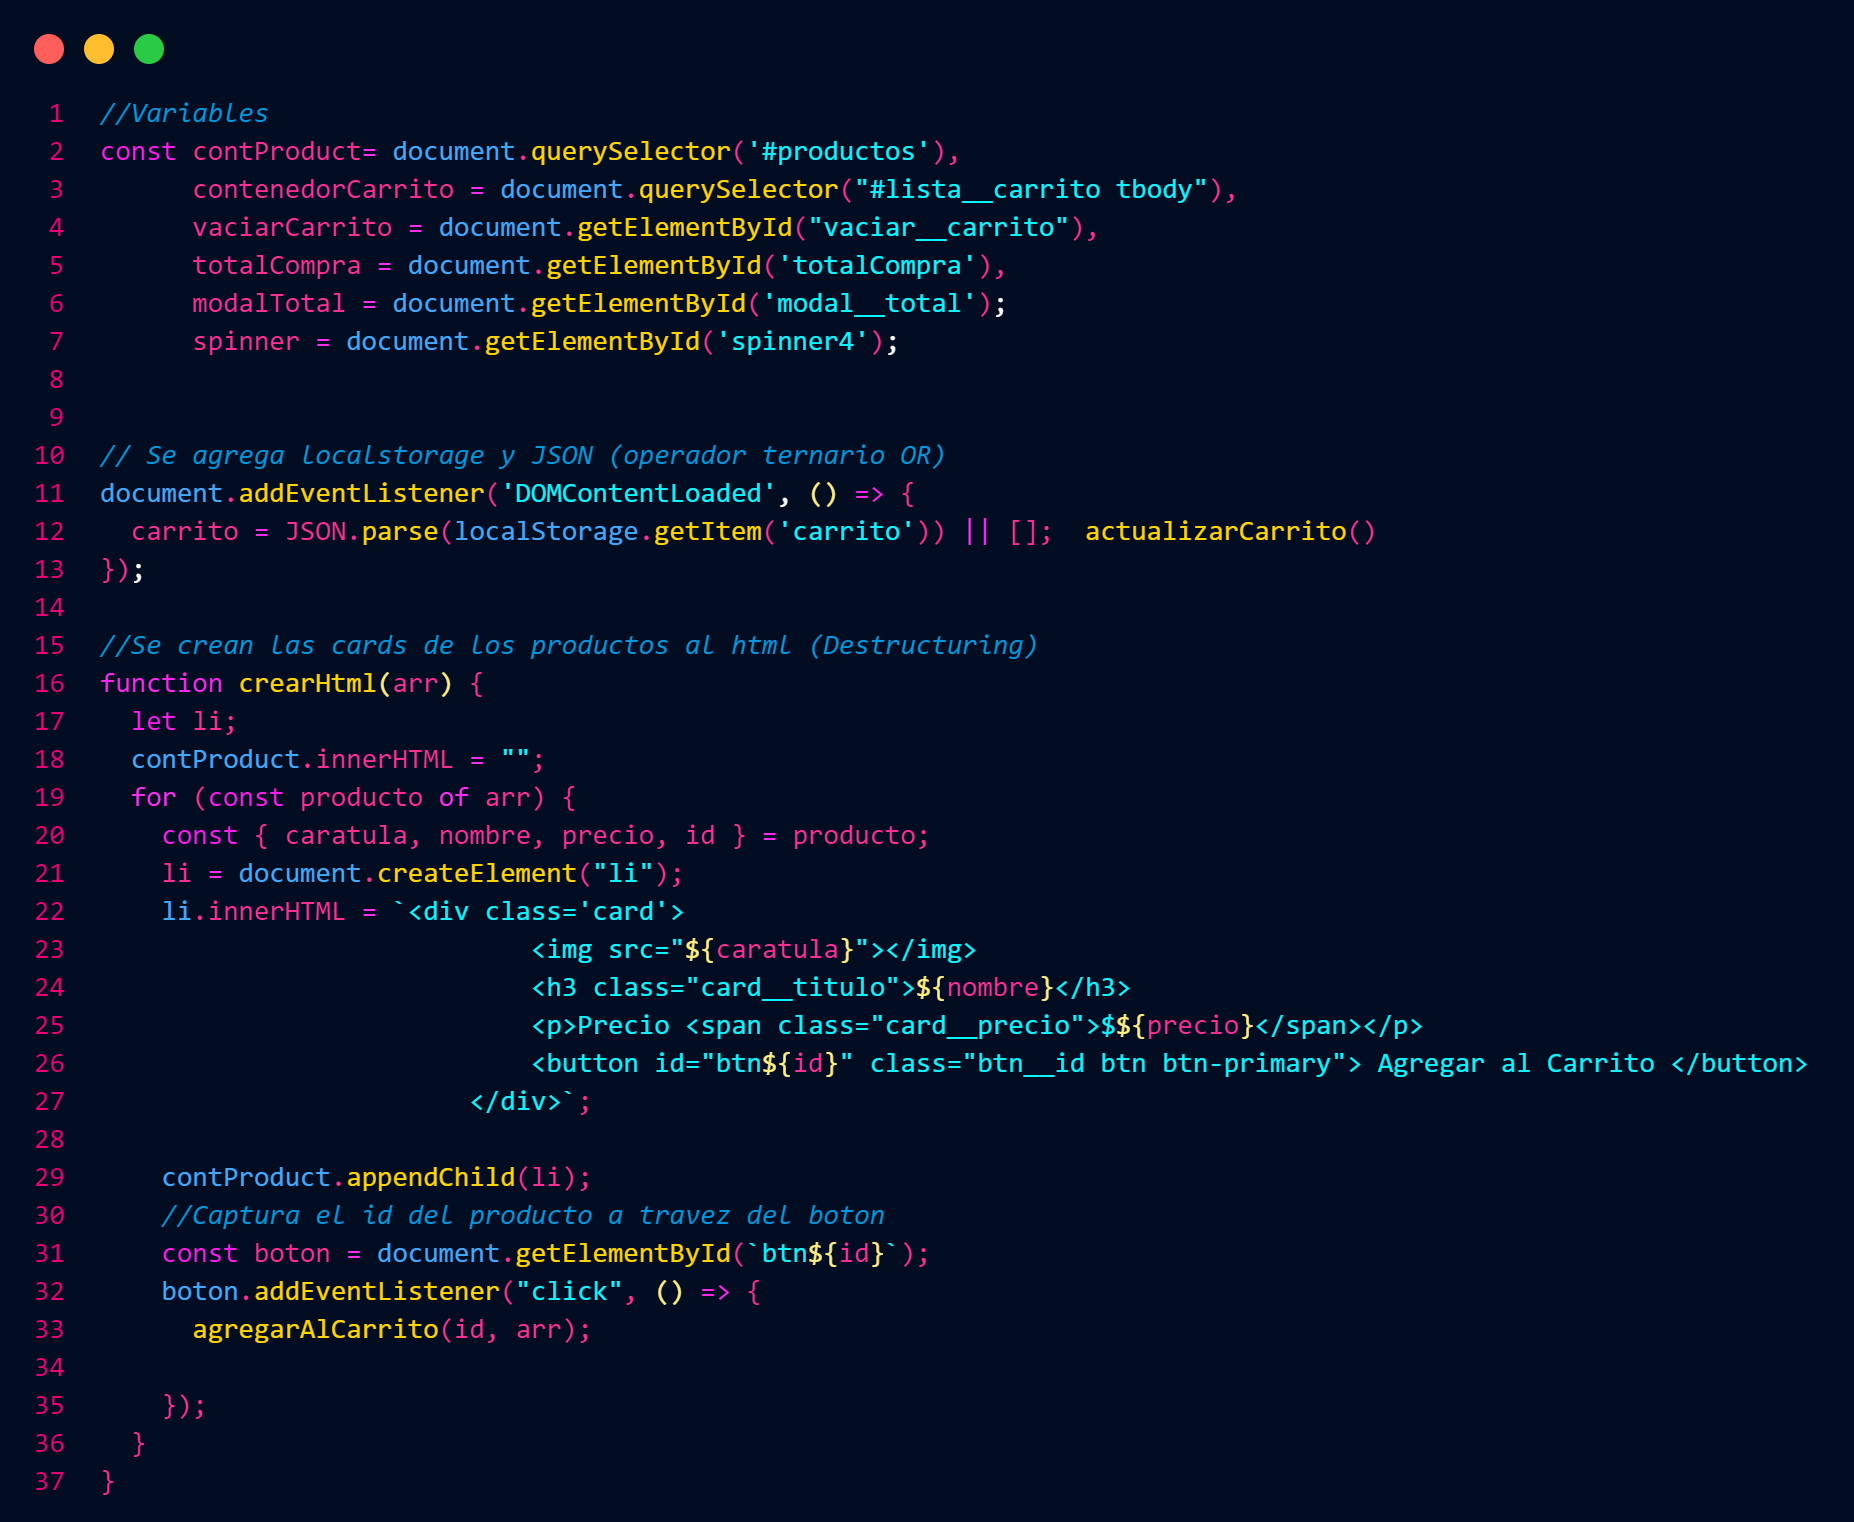 1 //Variables
2 const contProduct= document.querySelector('#productos'),
3       contenedorCarrito = document.querySelector("#lista__carrito tbody"),
4       vaciarCarrito = document.getElementById("vaciar__carrito"),
5       totalCompra = document.getElementById('totalCompra'),
6       modalTotal = document.getElementById('modal__total');
7       spinner = document.getElementById('spinner4');
8
9
10 // Se agrega localstorage y JSON (operador ternario OR)
11 document.addEventListener('DOMContentLoaded', () => {
12   carrito = JSON.parse(localStorage.getItem('carrito')) || [];  actualizarCarrito()
13 });
14
15 //Se crean las cards de los productos al html (Destructuring)
16 function crearHtml(arr) {
17   let li;
18   contProduct.innerHTML = "";
19   for (const producto of arr) {
20     const { caratula, nombre, precio, id } = producto;
21     li = document.createElement("li");
22     li.innerHTML = `<div class='card'>
23                             <img src="${caratula}"></img>
24                             <h3 class="card__titulo">${nombre}</h3>
25                             <p>Precio <span class="card__precio">$${precio}</span></p>
26                             <button id="btn${id}" class="btn__id btn btn-primary"> Agregar al Carrito </button>
27                         </div>`;
28
29     contProduct.appendChild(li);
30     //Captura el id del producto a travez del boton
31     const boton = document.getElementById(`btn${id}`);
32     boton.addEventListener("click", () => {
33       agregarAlCarrito(id, arr);
34
35     });
36   }
37 }